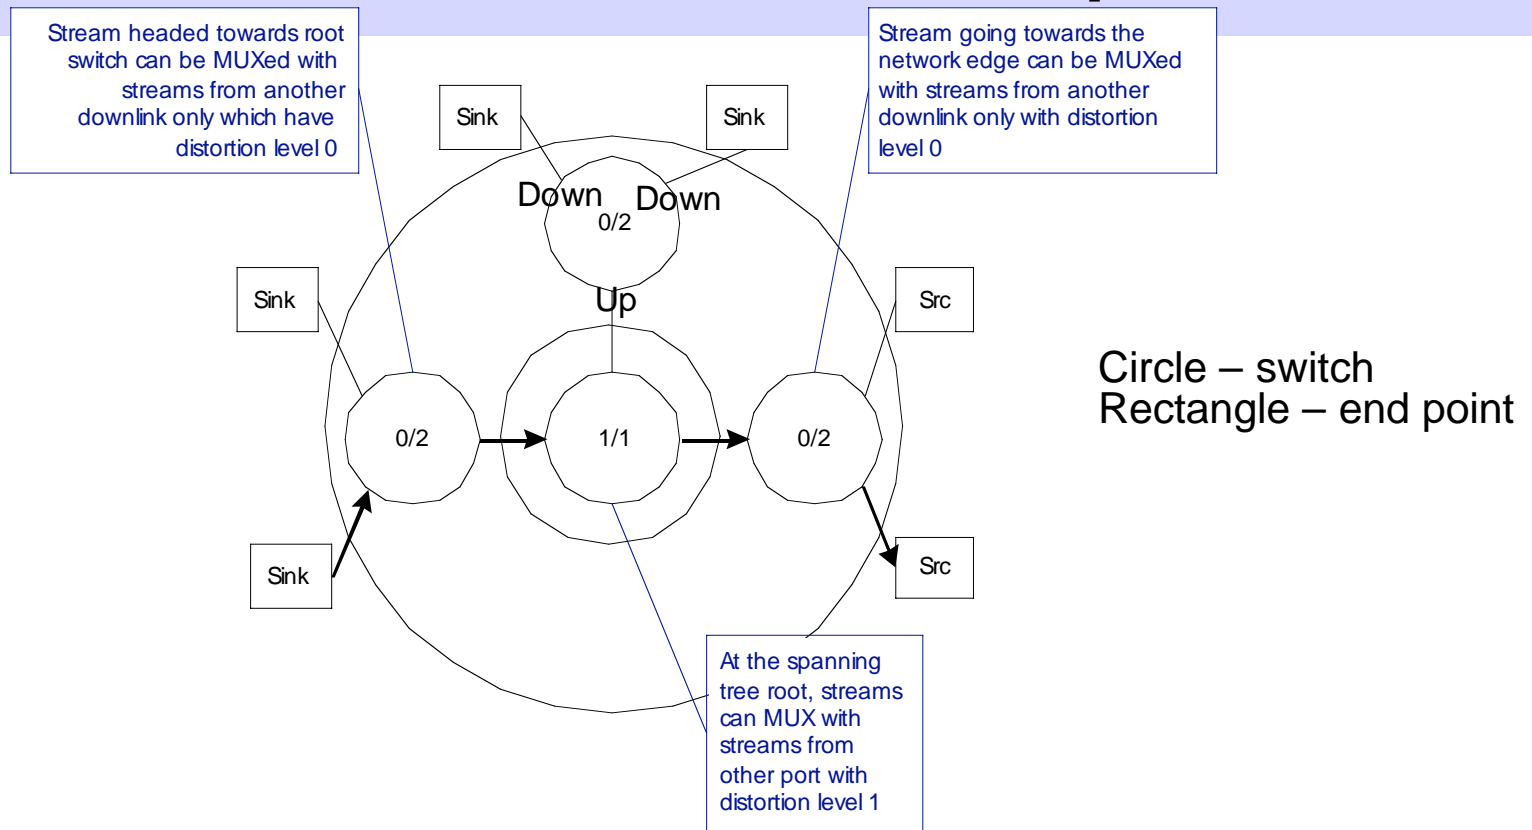 Stream headed towards root
switch can be MUXed with
streams from another
downlink only which have
distortion level 0
Stream going towards the
network edge can be MUXed
with streams from another
downlink only with distortion
level 0
Sink
Sink
Down
Down
0/2
Sink
Up
Src
Circle – switch
Rectangle – end point
0/2
1/1
0/2
Sink
Src
At the spanning
tree root, streams
can MUX with
streams from
other port with
distortion level 1